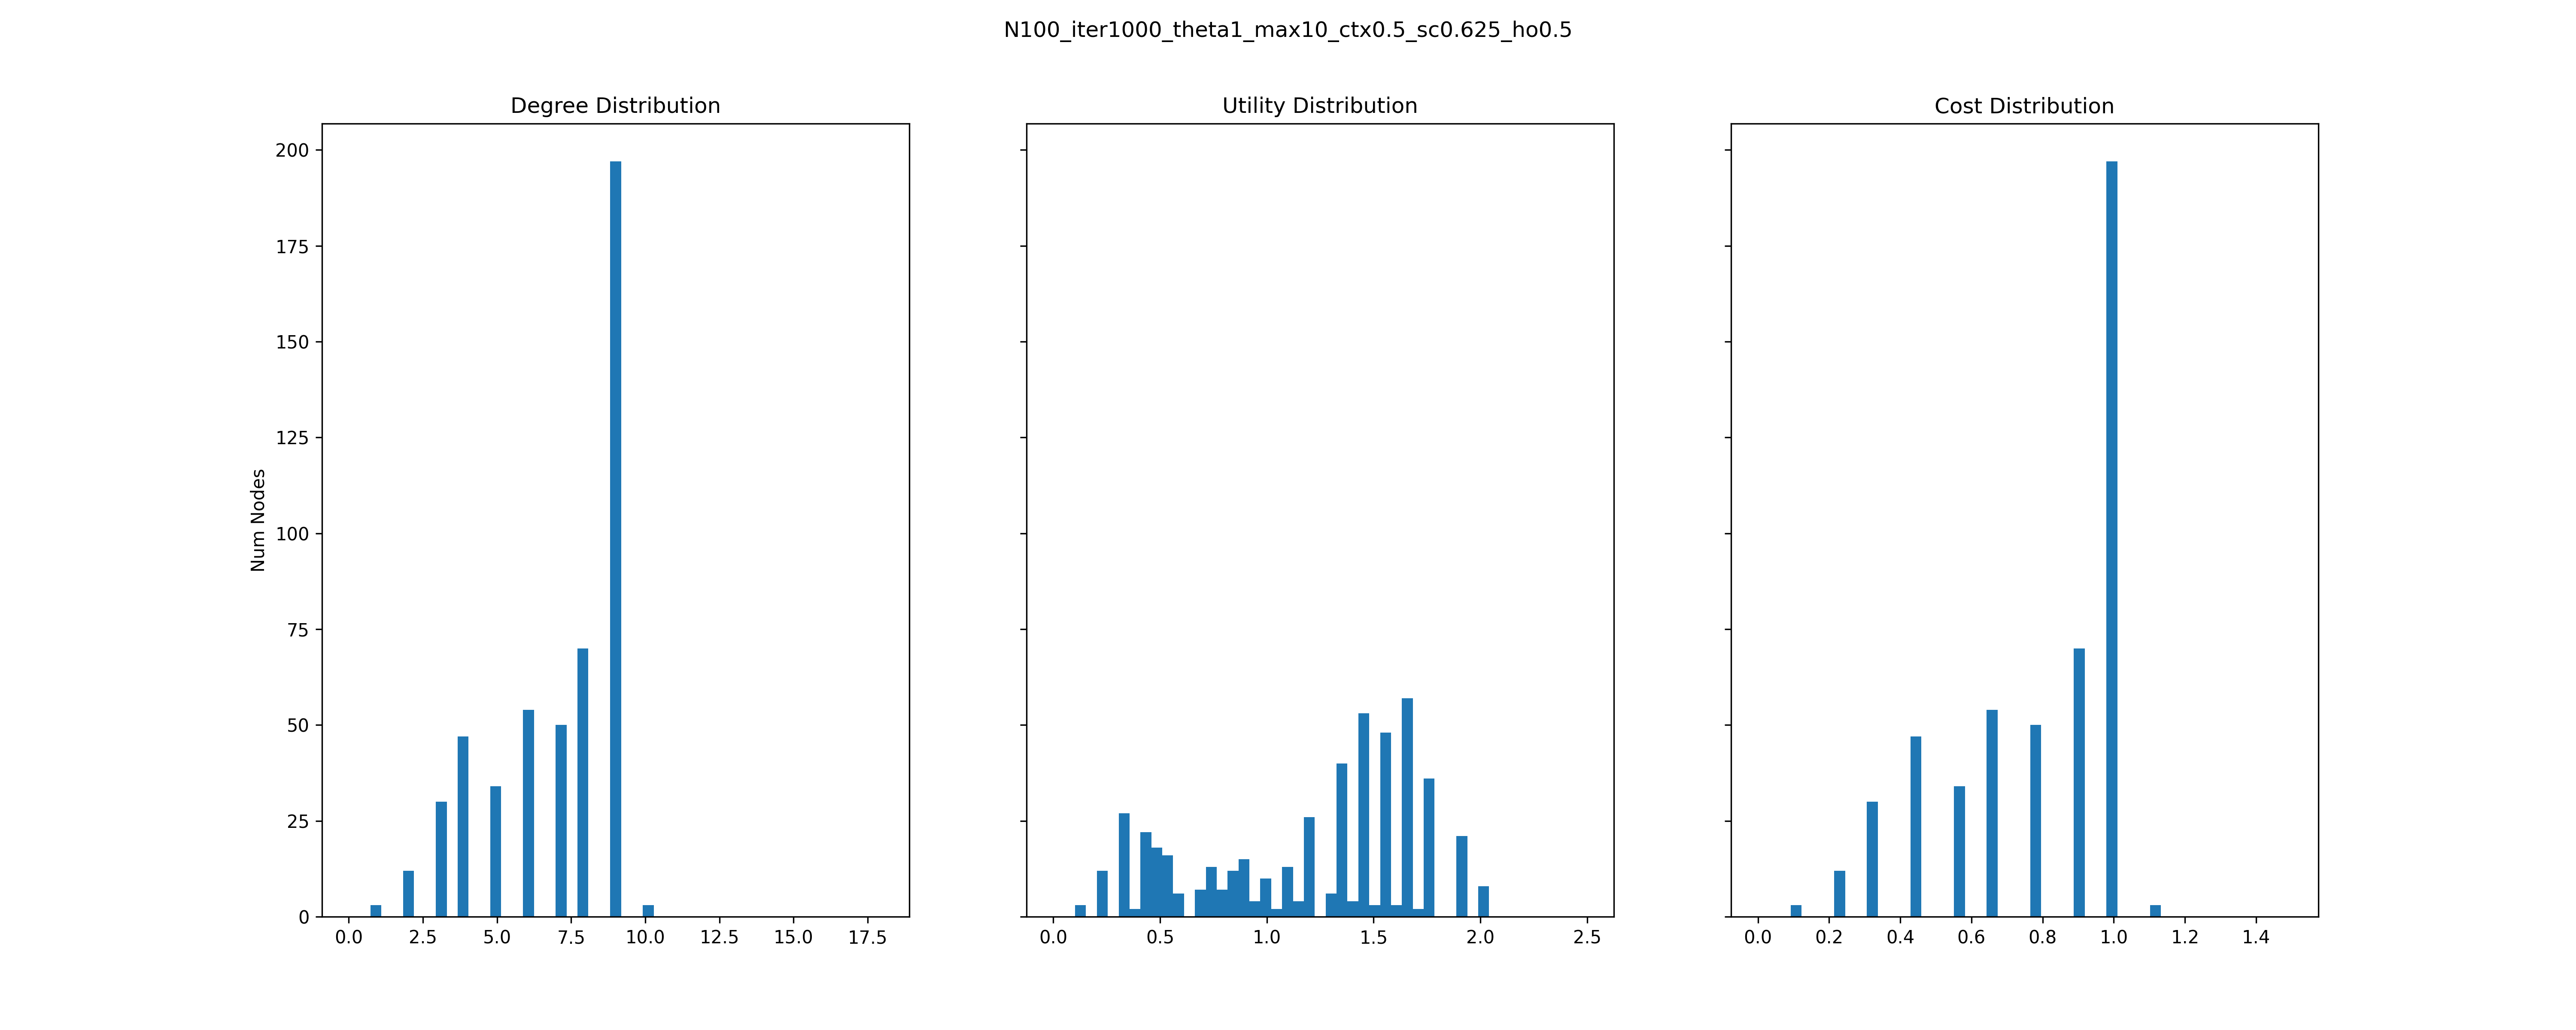 N100_iter1000_theta1_max10_ctx0.5_sc0.625_ho0.5
Degree Distribution
Utility Distribution
Cost Distribution
200
175
150
125
100
75
50
25
0
Num Nodes
0.0 2.5 5.0 7.5 10.0 12.5 15.0 17.5
0.0 0.5 1.0 1.5 2.0 2.5
0.0 0.2 0.4 0.6 0.8 1.0 1.2 1.4